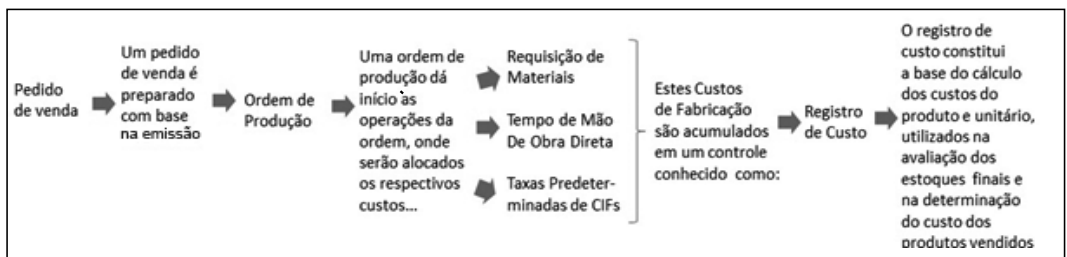 Pedido
de venda
Um pedido
de venda é
preparado
com base
na emissão
Ordem de
Produção
Uma ordem de
produção dá
início as
operações da
ordem, onde
serão alocados
os respectivos
custos...
Requisição de
Materiais
Tempo de Mão
De Obra Direta
Taxas Predeter-
minadas de CIFs
Estes Custos
de Fabricação
são acumulados
em um controle
conhecido como:
Registro
de Custo
O registro de
custo constitui
a base do cálculo
dos custos do
produto e unitário,
utilizados na
avaliação dos
estoques finais e
na determinação
do custo dos
produtos vendidos